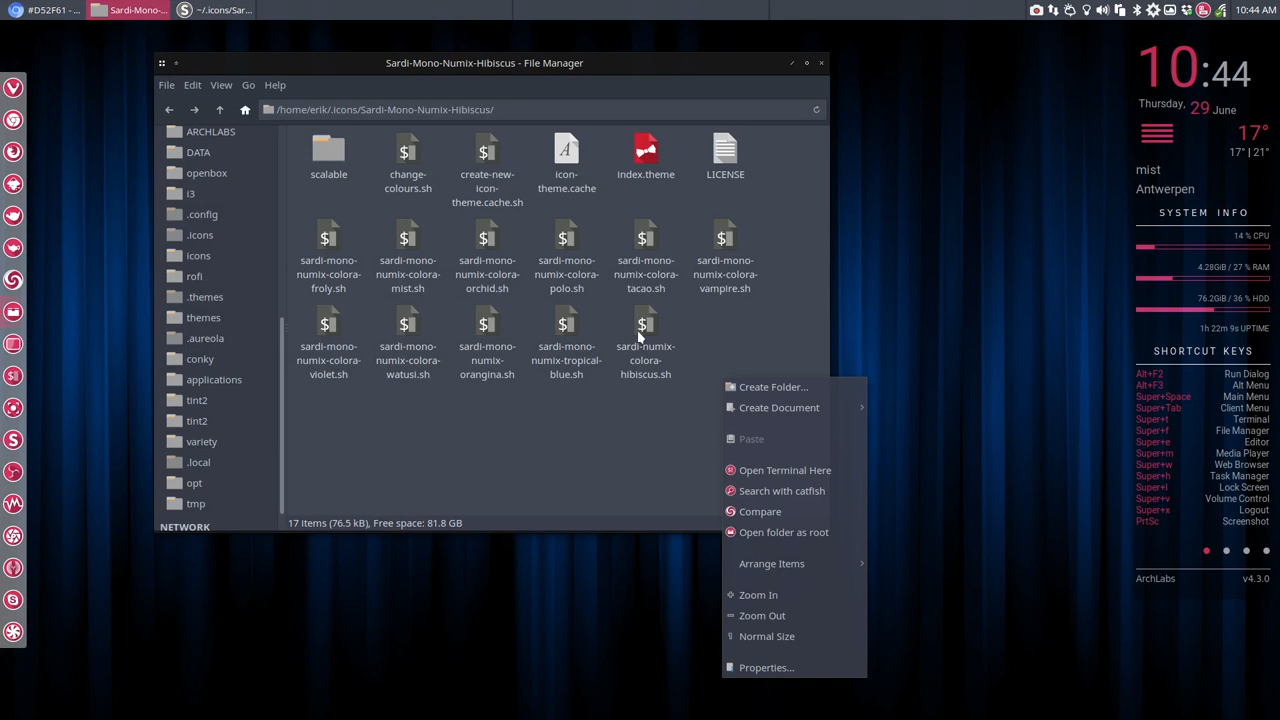 #D52F61 - ...
Sardi-Mono-...
~/.icons/Sar...
10:44 AM
Sardi-Mono-Numix-Hibiscus - File Manager
File Edit View Go Help
/home/erik/.icons/Sardi-Mono-Numix-Hibiscus/
ARCHLABS
DATA
openbox
i3
.config
.icons
icons
rofi
.themes
themes
.aureola
conky
applications
tint2
tint2
variety
.local
opt
tmp
NETWORK
scalable
change-
colours.sh
create-new-
icon-
theme.cache.sh
icon-
theme.cache
index.theme
LICENSE
sardi-mono-
numix-colora-
froly.sh
sardi-mono-
numix-colora-
mist.sh
sardi-mono-
numix-colora-
orchid.sh
sardi-mono-
numix-colora-
polo.sh
sardi-mono-
numix-colora-
tacao.sh
sardi-mono-
numix-colora-
vampire.sh
sardi-mono-
numix-colora-
violet.sh
sardi-mono-
numix-colora-
watusi.sh
sardi-mono-
numix-
orangina.sh
sardi-mono-
numix-tropical-
blue.sh
sardi-numix-
colora-
hibiscus.sh
17 items (76.5 kB), Free space: 81.8 GB
Create Folder...
Create Document
Paste
Open Terminal Here
Search with catfish
Compare
Open folder as root
Arrange Items
Zoom In
Zoom Out
Normal Size
Properties...
10:44
Thursday, 29 June
17°
17° | 21°
mist
Antwerpen
SYSTEM INFO
14 % CPU
4.28GiB / 27 % RAM
76.2GiB / 36 % HDD
1h 22m 9s UPTIME
SHORTCUT KEYS
Alt+F2 Run Dialog
Alt+F3 Alt Menu
Super+Space Main Menu
Super+Tab Client Menu
Super+t Terminal
Super+f File Manager
Super+e Editor
Super+m Media Player
Super+w Web Browser
Super+h Task Manager
Super+l Lock Screen
Super+v Volume Control
Super+x Logout
PrtSc Screenshot
ArchLabs v4.3.0